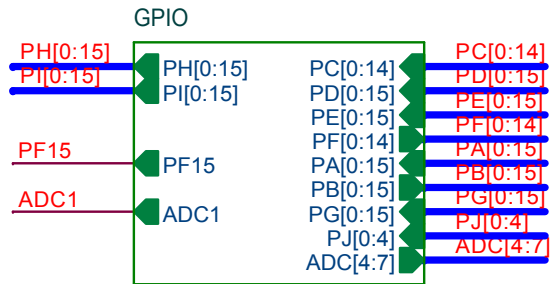 GPIO
PH[0:15]
PI[0:15]
PF15
ADC1
PH[0:15]
PI[0:15]
PF15
ADC1
PC[0:14]
PD[0:15]
PE[0:15]
PF[0:14]
PA[0:15]
PB[0:15]
PG[0:15]
PJ[0:4]
ADC[4:7]
PC[0:14]
PD[0:15]
PE[0:15]
PF[0:14]
PA[0:15]
PB[0:15]
PG[0:15]
PJ[0:4]
ADC[4:7]